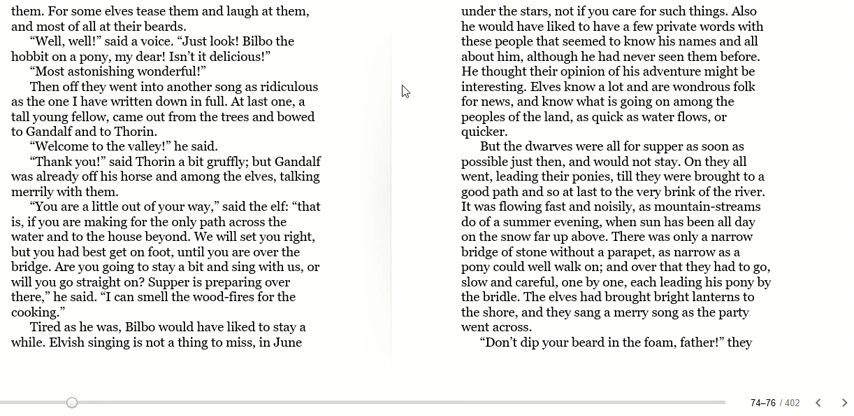 them. For some elves tease them and laugh at them,
and most of all at their beards.
“Well, well!” said a voice. “Just look! Bilbo the
hobbit on a pony, my dear! Isn’t it delicious!”
“Most astonishing wonderful!”
Then off they went into another song as ridiculous
as the one I have written down in full. At last one, a
tall young fellow, came out from the trees and bowed
to Gandalf and to Thorin.
“Welcome to the valley!” he said.
“Thank you!” said Thorin a bit gruffly; but Gandalf
was already off his horse and among the elves, talking
merrily with them.
“You are a little out of your way,” said the elf: “that
is, if you are making for the only path across the
water and to the house beyond. We will set you right,
but you had best get on foot, until you are over the
bridge. Are you going to stay a bit and sing with us, or
will you go straight on? Supper is preparing over
there,” he said. “I can smell the wood-fires for the
cooking.”
Tired as he was, Bilbo would have liked to stay a
while. Elvish singing is not a thing to miss, in June
under the stars, not if you care for such things. Also
he would have liked to have a few private words with
these people that seemed to know his names and all
about him, although he had never seen them before.
He thought their opinion of his adventure might be
interesting. Elves know a lot and are wondrous folk
for news, and know what is going on among the
peoples of the land, as quick as water flows, or
quicker.
But the dwarves were all for supper as soon as
possible just then, and would not stay. On they all
went, leading their ponies, till they were brought to a
good path and so at last to the very brink of the river.
It was flowing fast and noisily, as mountain-streams
do of a summer evening, when sun has been all day
on the snow far up above. There was only a narrow
bridge of stone without a parapet, as narrow as a
pony could well walk on; and over that they had to go,
slow and careful, one by one, each leading his pony by
the bridle. The elves had brought bright lanterns to
the shore, and they sang a merry song as the party
went across.
“Don’t dip your beard in the foam, father!” they
74–76 / 402